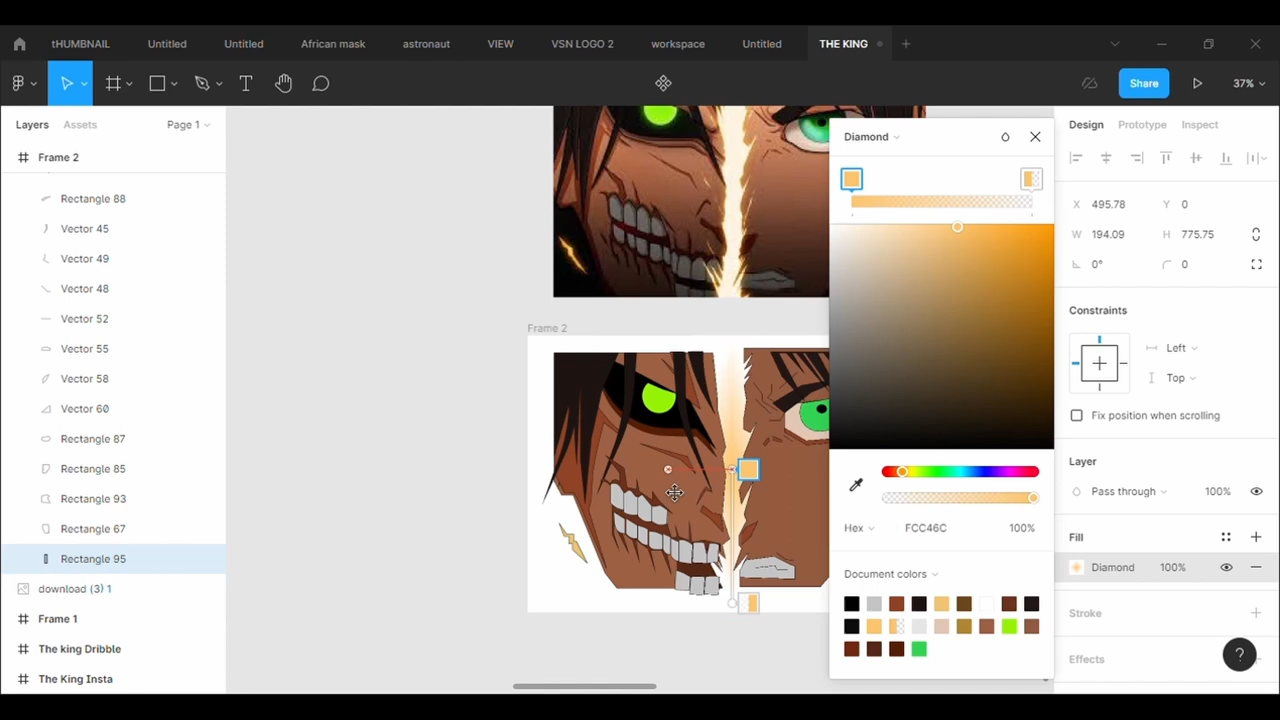 tHUMBNAIL Untitled Untitled African mask astronaut VIEW VSN LOGO 2 workspace Untitled THE KING
Share 37%
Layers Assets Page 1
Frame 2
Rectangle 88
Vector 45
Vector 49
Vector 48
Vector 52
Vector 55
Vector 58
Vector 60
Rectangle 87
Rectangle 85
Rectangle 93
Rectangle 67
Rectangle 95
download (3) 1
Frame 1
The king Dribble
The King Insta
Frame 2
Diamond
Hex FCC46C 100%
Document colors
Design Prototype Inspect
X 495.78 Y 0
W 194.09 H 775.75
0° 0
Constraints
Left
Top
Fix position when scrolling
Layer
Pass through 100%
Fill
Diamond 100%
Stroke
Effects
?